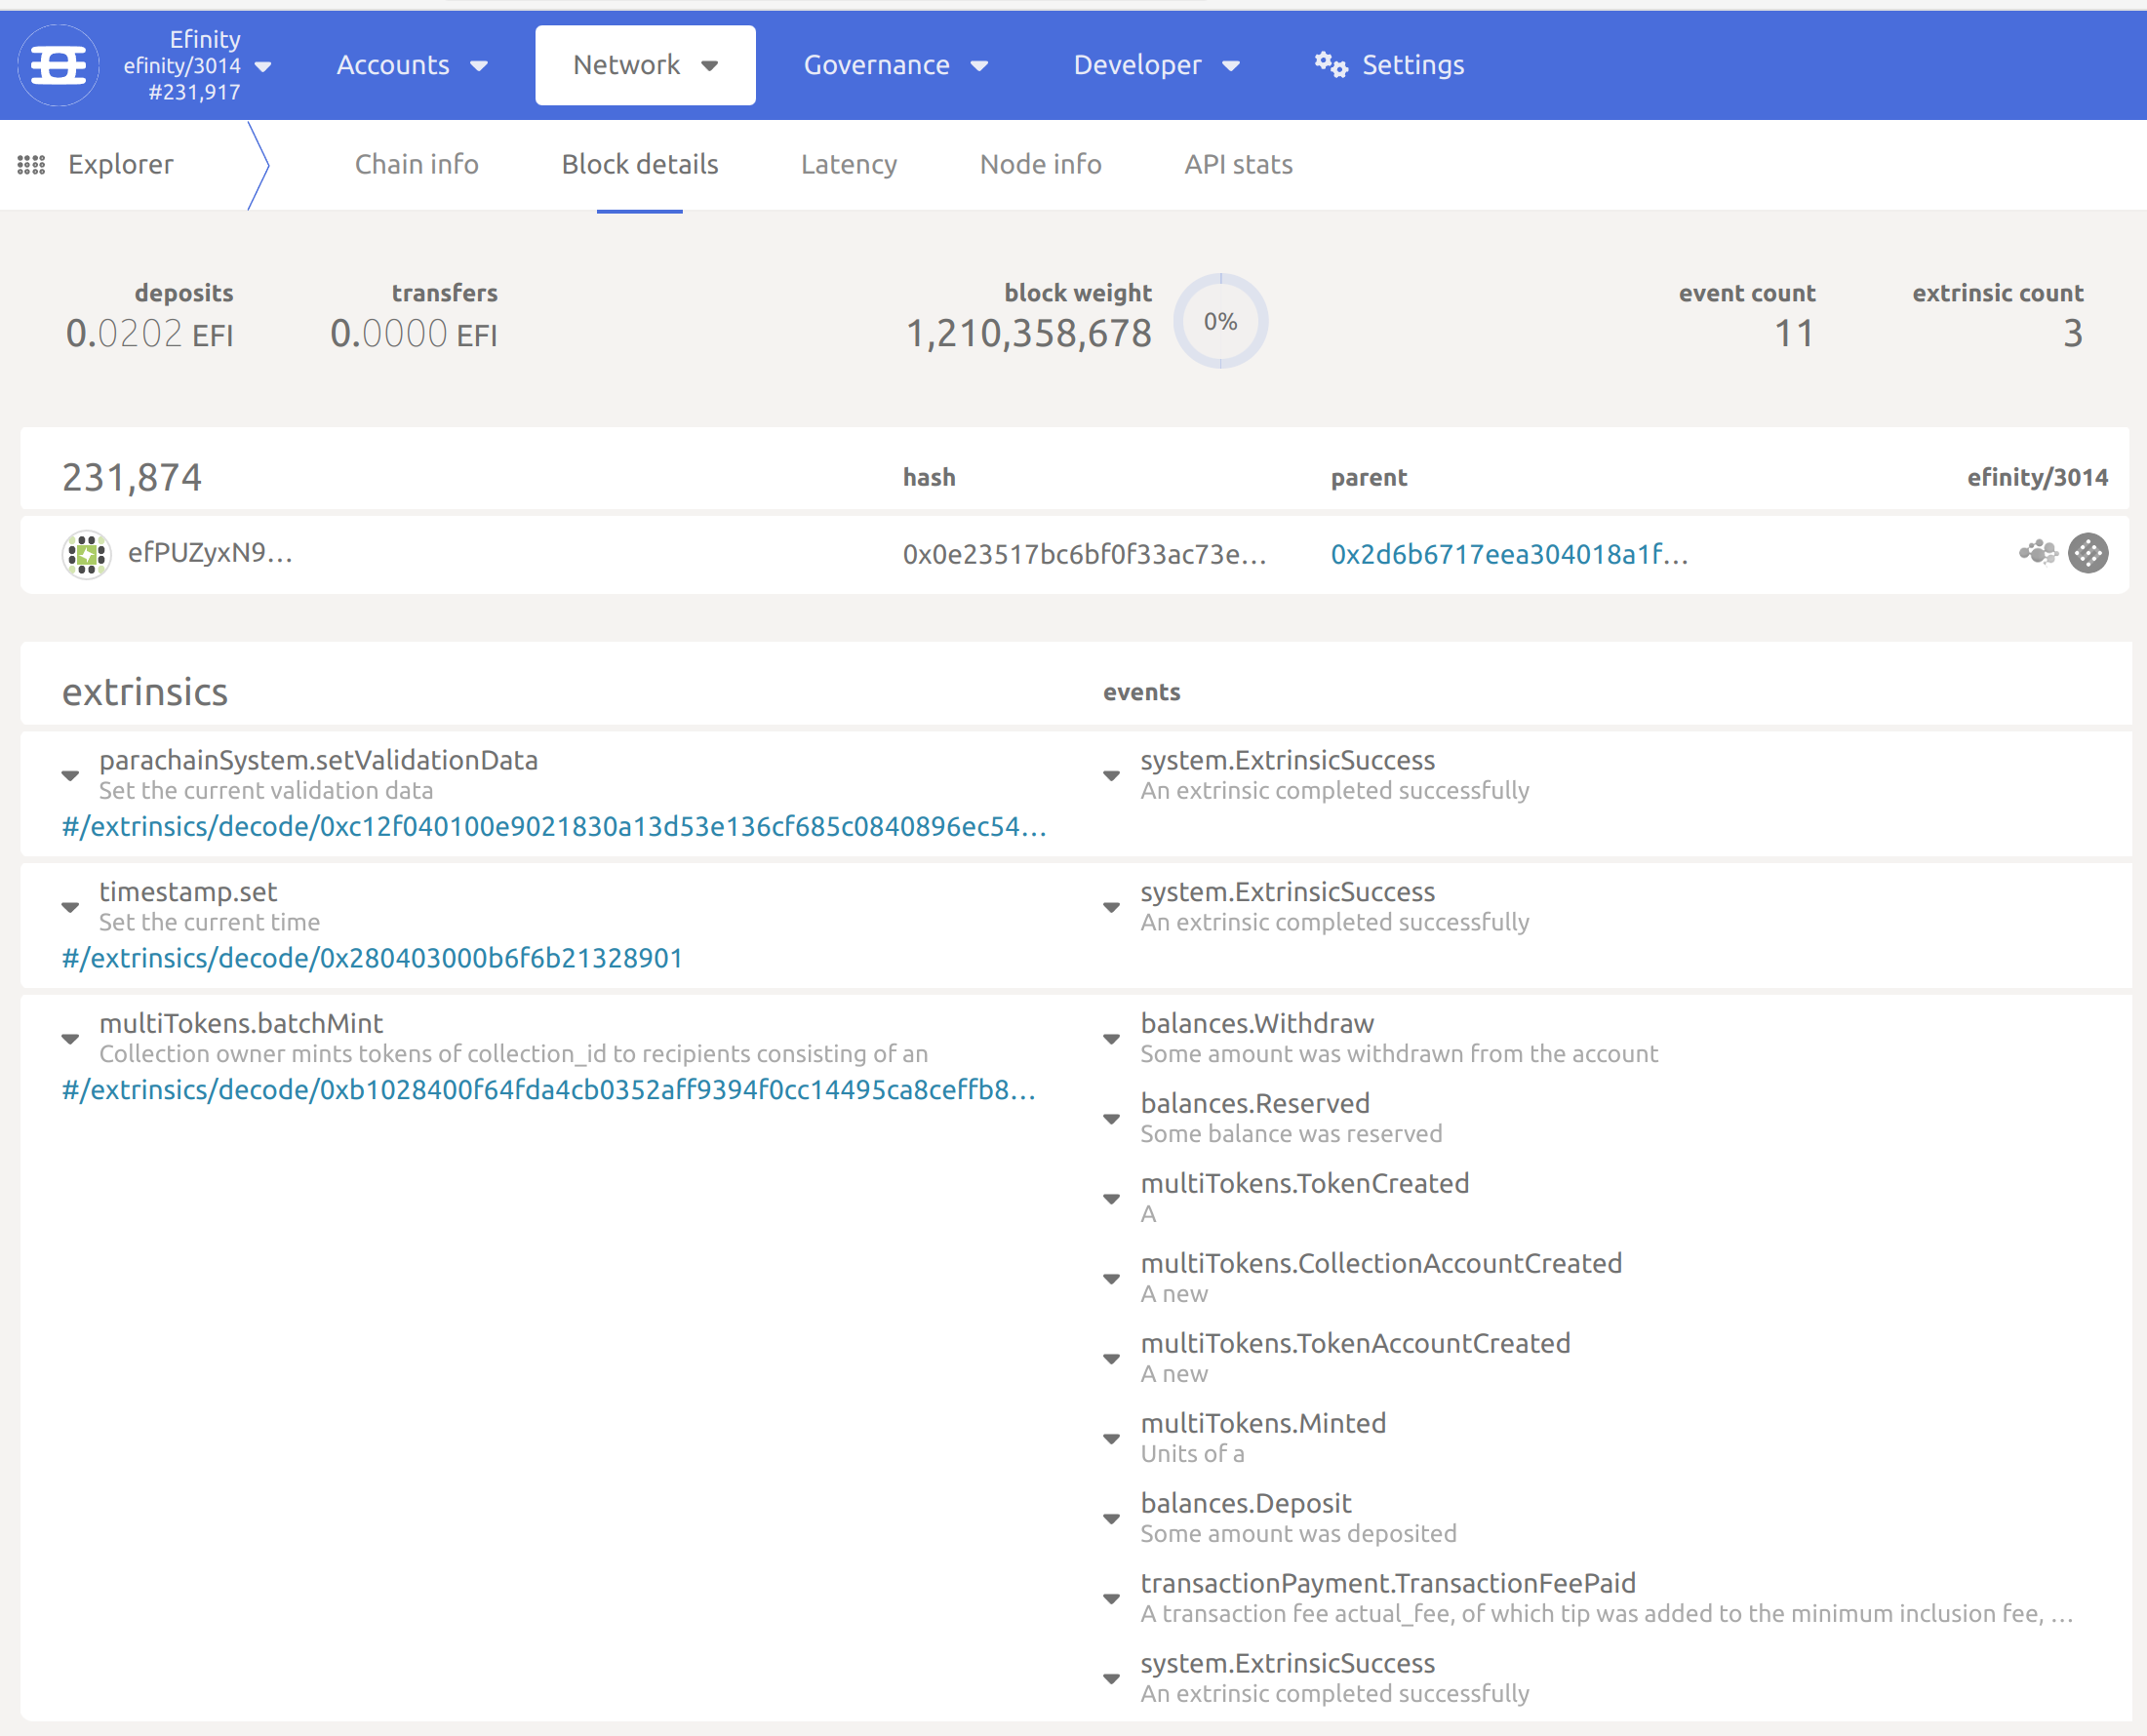 Efinity
efinity/3014
#231,917
Accounts
Network
Governance
Developer
Settings
Explorer
Chain info
Block details
Latency
Node info
API stats
deposits
0.0202 EFI
transfers
0.0000 EFI
block weight
1,210,358,678
0%
event count
11
extrinsic count
3
231,874
hash
parent
efinity/3014
efPUZyxN9...
0x0e23517bc6bf0f33ac73e...
0x2d6b6717eea304018a1f...
extrinsics
events
parachainSystem.setValidationData
Set the current validation data
#/extrinsics/decode/0xc12f040100e9021830a13d53e136cf685c0840896ec54...
system.ExtrinsicSuccess
An extrinsic completed successfully
timestamp.set
Set the current time
#/extrinsics/decode/0x280403000b6f6b21328901
system.ExtrinsicSuccess
An extrinsic completed successfully
multiTokens.batchMint
Collection owner mints tokens of collection_id to recipients consisting of an
#/extrinsics/decode/0xb1028400f64fda4cb0352aff9394f0cc14495ca8ceffb8...
balances.Withdraw
Some amount was withdrawn from the account
balances.Reserved
Some balance was reserved
multiTokens.TokenCreated
A
multiTokens.CollectionAccountCreated
A new
multiTokens.TokenAccountCreated
A new
multiTokens.Minted
Units of a
balances.Deposit
Some amount was deposited
transactionPayment.TransactionFeePaid
A transaction fee actual_fee, of which tip was added to the minimum inclusion fee, ...
system.ExtrinsicSuccess
An extrinsic completed successfully